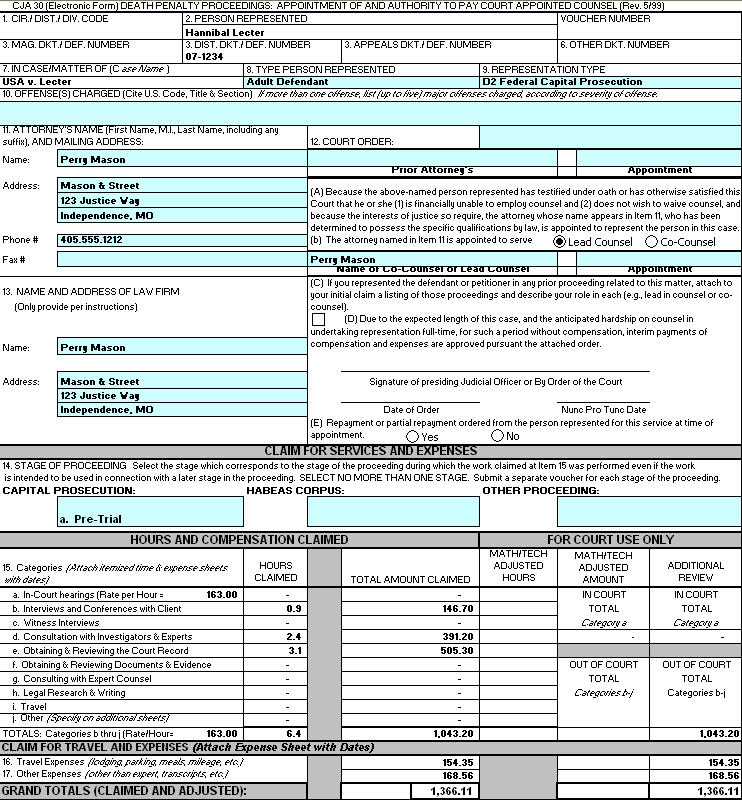 CJA 30 (Electronic Form) DEATH PENALTY PROCEEDINGS: APPOINTMENT OF AND AUTHORITY TO PAY COURT APPOINTED COUNSEL (Rev. 5/99)
1. CIR./ DIST./ DIV. CODE 2. PERSON REPRESENTED VOUCHER NUMBER
Hannibal Lecter
3. MAG. DKT./ DEF. NUMBER 3. DIST. DKT./ DEF. NUMBER 3. APPEALS DKT./ DEF. NUMBER 6. OTHER DKT. NUMBER
07-1234
7. IN CASE/MATTER OF (Case Name) 8. TYPE PERSON REPRESENTED 9. REPRESENTATION TYPE
USA v. Lecter Adult Defendant D2 Federal Capital Prosecution
10. OFFENSE(S) CHARGED (Cite U.S. Code, Title & Section) If more than one offense, list (up to five) major offenses charged, according to severity of offense.
11. ATTORNEY'S NAME (First Name, M.I., Last Name, including any
suffix), AND MAILING ADDRESS:
12. COURT ORDER:
Name: Perry Mason
Prior Attorney's Appointment
Address: Mason & Street
123 Justice Way
Independence, MO
(A) Because the above-named person represented has testified under oath or has otherwise satisfied this
Court that he or she (1) is financially unable to employ counsel and (2) does not wish to waive counsel, and
because the interests of justice so require, the attorney whose name appears in Item 11, who has been
determined to possess the specific qualifications by law, is appointed to represent the person in this case.
Phone # 405.555.1212
(b) The attorney named in Item 11 is appointed to serve Lead Counsel Co-Counsel
Fax # Perry Mason
Name of Co-Counsel or Lead Counsel Appointment
13. NAME AND ADDRESS OF LAW FIRM
(Only provide per instructions)
(C) If you represented the defendant or petitioner in any prior proceeding related to this matter, attach to
your initial claim a listing of those proceedings and describe your role in each (e.g., lead in counsel or co-
counsel).
(D) Due to the expected length of this case, and the anticipated hardship on counsel in
undertaking representation full-time, for such a period without compensation, interim payments of
compensation and expenses are approved pursuant the attached order.
Name: Perry Mason
Address: Mason & Street
123 Justice Way
Independence, MO
Signature of presiding Judicial Officer or By Order of the Court
Date of Order Nunc Pro Tunc Date
(E) Repayment or partial repayment ordered from the person represented for this service at time of
appointment. Yes No
CLAIM FOR SERVICES AND EXPENSES
14. STAGE OF PROCEEDING Select the stage which corresponds to the stage of the proceeding during which the work claimed at Item 15 was performed even if the work
is intended to be used in connection with a later stage in the proceeding. SELECT NO MORE THAN ONE STAGE. Submit a separate voucher for each stage of the proceeding.
CAPITAL PROSECUTION: HABEAS CORPUS: OTHER PROCEEDING:
a. Pre-Trial
HOURS AND COMPENSATION CLAIMED FOR COURT USE ONLY
15. Categories (Attach itemized time & expense sheets
with dates)
HOURS
CLAIMED
TOTAL AMOUNT CLAIMED
MATH/TECH
ADJUSTED
HOURS
MATH/TECH
ADJUSTED
AMOUNT
ADDITIONAL
REVIEW
a. In-Court hearings (Rate per Hour = 163.00 - - IN COURT IN COURT
b. Interviews and Conferences with Client 0.9 146.70 TOTAL TOTAL
c. Witness Interviews - - Category a Category a
d. Consultation with Investigators & Experts 2.4 391.20 - -
e. Obtaining & Reviewing the Court Record 3.1 505.30
f. Obtaining & Reviewing Documents & Evidence - - OUT OF COURT OUT OF COURT
g. Consulting with Expert Counsel - - TOTAL TOTAL
h. Legal Research & Writing - - Categories b-j Categories b-j
i. Travel - -
j. Other (Specify on additional sheets) - -
TOTALS: Categories b thru j (Rate/Hour= 163.00 6.4 1,043.20 1,043.20
CLAIM FOR TRAVEL AND EXPENSES (Attach Expense Sheet with Dates)
16. Travel Expenses (lodging, parking, meals, mileage, etc.) 154.35 154.35
17. Other Expenses (other than expert, transcripts, etc.) 168.56 168.56
GRAND TOTALS (CLAIMED AND ADJUSTED): 1,366.11 1,366.11